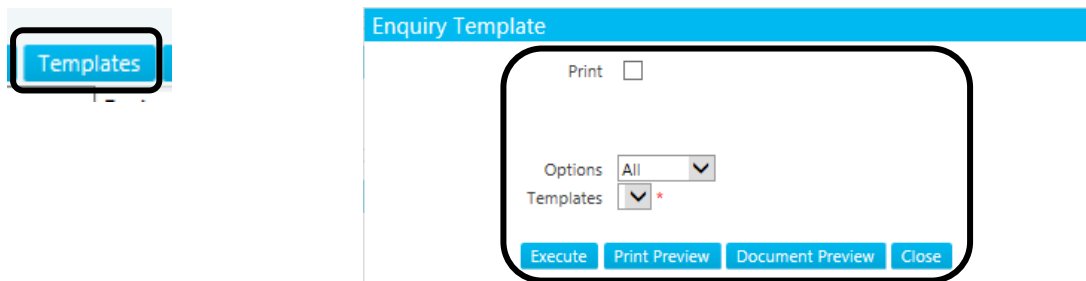 Templates
Enquiry Template
Print
Options All
Templates *
Execute Print Preview Document Preview Close